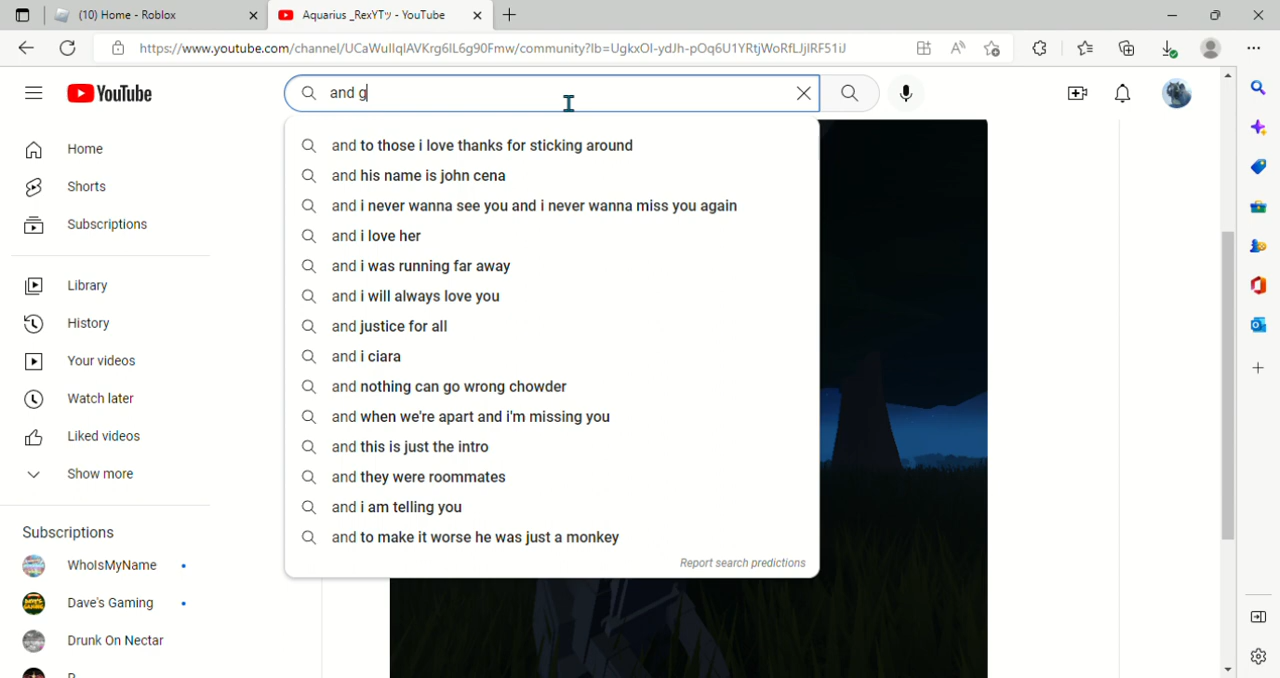 (10) Home - Roblox
Aquarius _RexYTッ - YouTube
https://www.youtube.com/channel/UCaWuIlqIAVKrg6IL6g90Fmw/community?lb=UgkxOI-ydJh-pOq6U1YRtjWoRfLJjIRF51iJ
YouTube
and g
Home
Shorts
Subscriptions
Library
History
Your videos
Watch later
Liked videos
Show more
Subscriptions
WhoIsMyName
Dave's Gaming
Drunk On Nectar
and to those i love thanks for sticking around
and his name is john cena
and i never wanna see you and i never wanna miss you again
and i love her
and i was running far away
and i will always love you
and justice for all
and i ciara
and nothing can go wrong chowder
and when we're apart and i'm missing you
and this is just the intro
and they were roommates
and i am telling you
and to make it worse he was just a monkey
Report search predictions